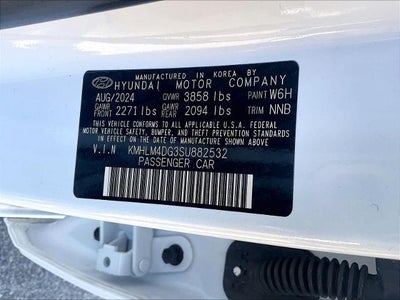 MANUFACTURED IN KOREA BY
HYUNDAI MOTOR COMPANY
AUG/2024 GVWR 3858 lbs PAINT W6H
GAWR FRONT 2271 lbs GAWR REAR 2094 lbs TRIM NNB
THIS VEHICLE CONFORMS TO ALL APPLICABLE U.S.A. FEDERAL
MOTOR VEHICLE SAFETY, BUMPER, AND THEFT PREVENTION
STANDARDS IN EFFECT ON THE DATE OF MANUFACTURE SHOWN ABOVE.
V.I.N KMHLM4DG3SU882532
PASSENGER CAR